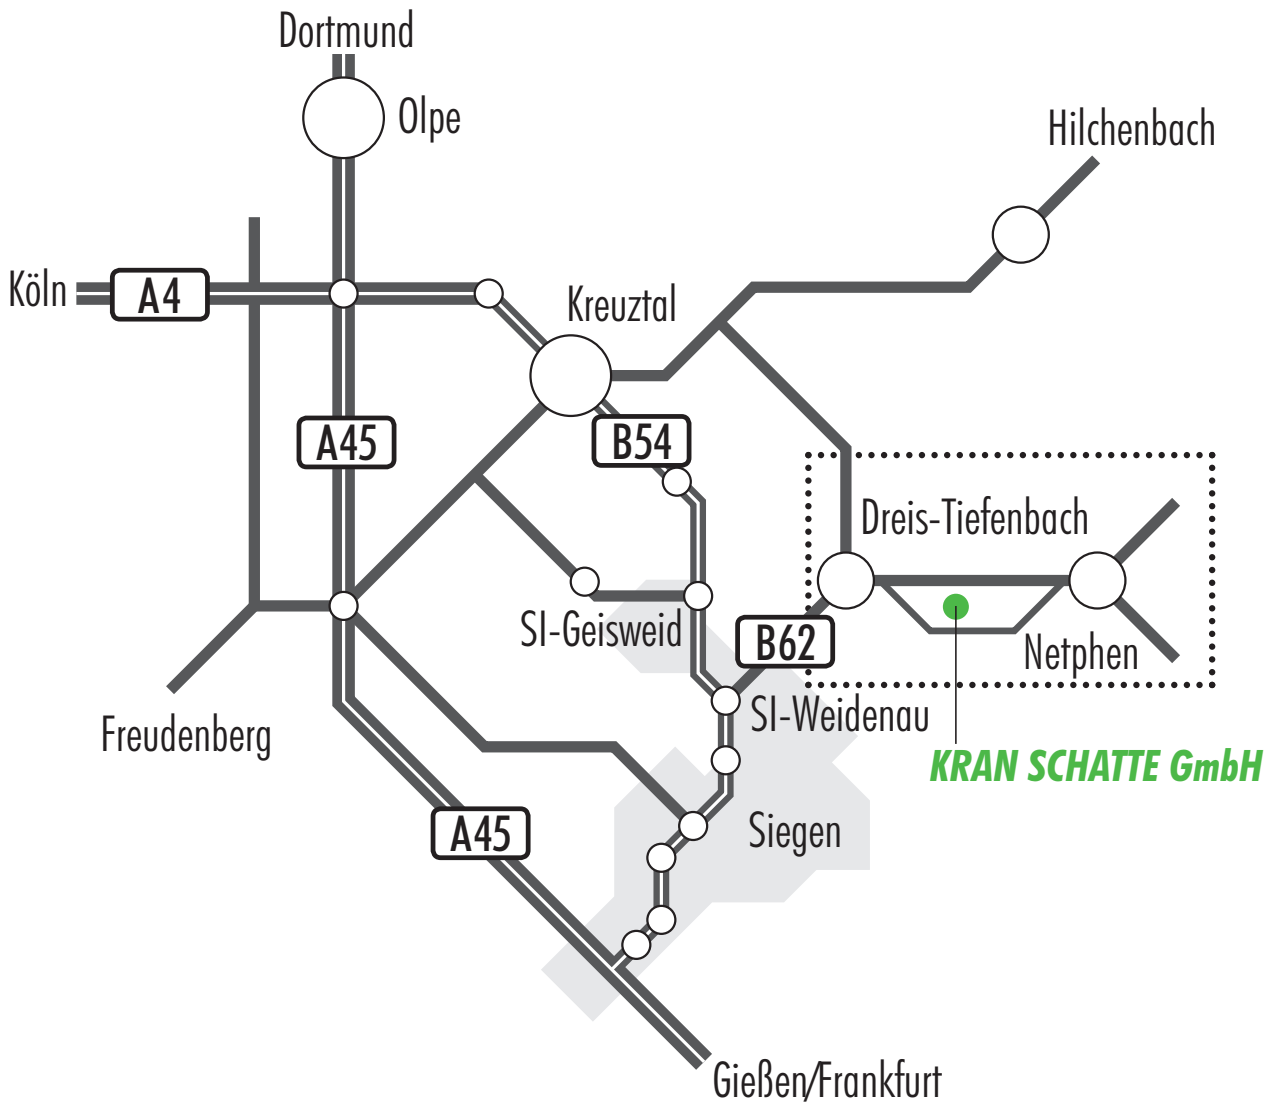 Dortmund
Olpe
Hilchenbach
Köln
A4
Kreuztal
A45
B54
Dreis-Tiefenbach
SI-Geisweid
B62
Netphen
SI-Weidenau
Freudenberg
KRAN SCHATTE GmbH
A45
Siegen
Gießen/Frankfurt